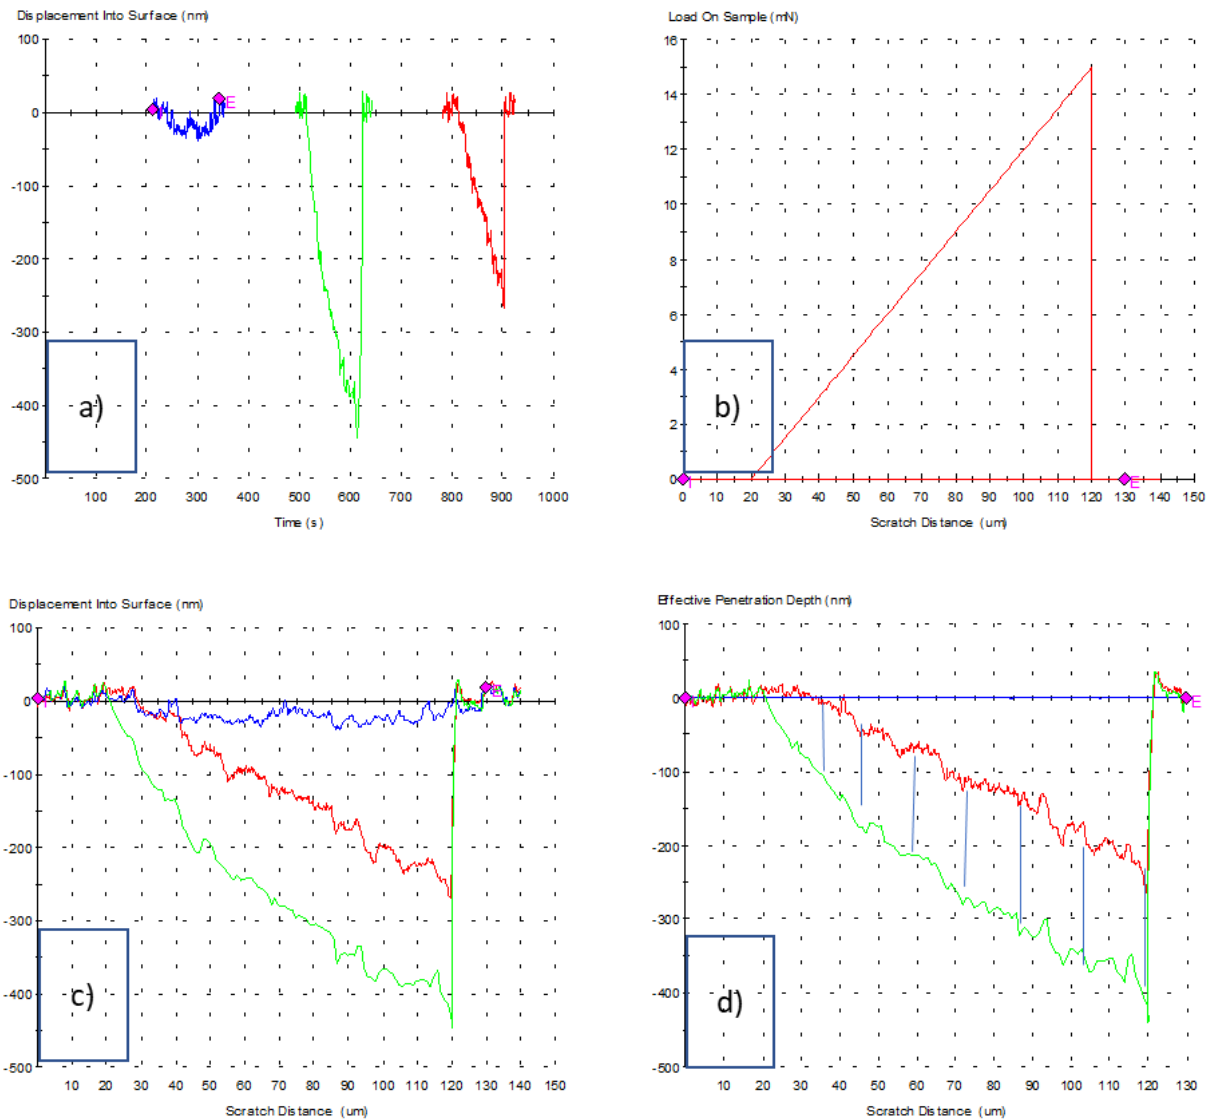 Displacement Into Surface (nm)
100
0
-100
-200
-300
-400
-500
E
a)
100 200 300 400 500 600 700 800 900 1000
Time (s)
Load On Sample (mN)
16
14
12
10
8
6
4
2
0
b)
E
0 10 20 30 40 50 60 70 80 90 100 110 120 130 140 150
Scratch Distance (um)
Displacement Into Surface (nm)
100
0
-100
-200
-300
-400
-500
E
c)
10 20 30 40 50 60 70 80 90 100 110 120 130 140 150
Scratch Distance (um)
Effective Penetration Depth (nm)
100
0
-100
-200
-300
-400
-500
E
d)
10 20 30 40 50 60 70 80 90 100 110 120 130
Scratch Distance (um)